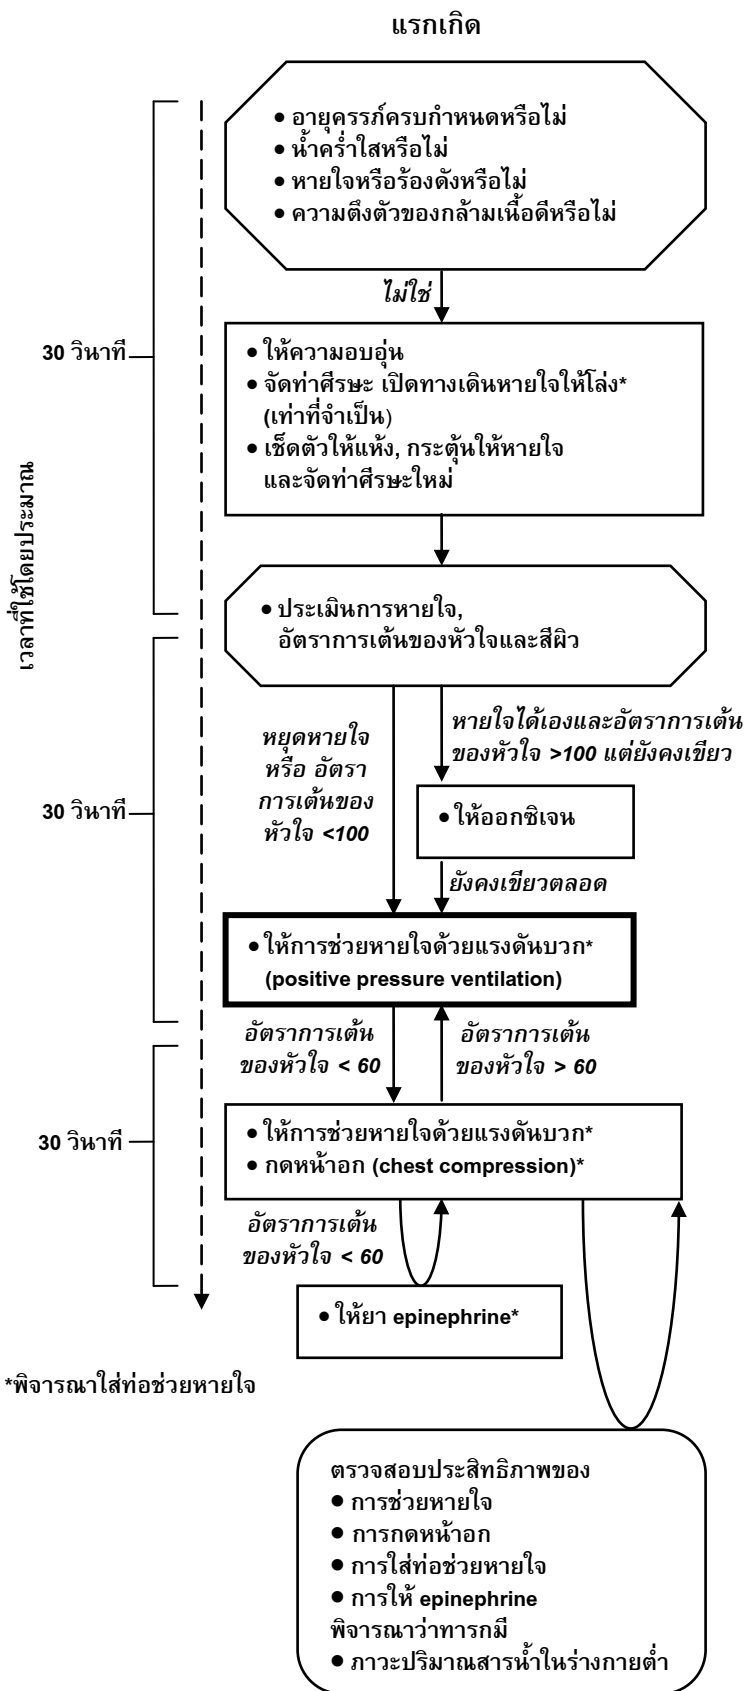 แรกเกิด
• อายุครรภ์ครบกำหนดหรือไม่
• น้ำคร่ำใสหรือไม่
• หายใจหรือร้องดังหรือไม่
• ความตึงตัวของกล้ามเนื้อดีหรือไม่
ไม่ใช่
30 วินาที
• ให้ความอบอุ่น
• จัดท่าศีรษะ เปิดทางเดินหายใจให้โล่ง*
(เท่าที่จำเป็น)
• เช็ดตัวให้แห้ง, กระตุ้นให้หายใจ
และจัดท่าศีรษะใหม่
เวลาที่ใช้โดยประมาณ
• ประเมินการหายใจ,
อัตราการเต้นของหัวใจและสีผิว
หยุดหายใจ
หรือ อัตรา
การเต้นของ
หัวใจ <100
หายใจได้เองและอัตราการเต้น
ของหัวใจ >100 แต่ยังคงเขียว
30 วินาที
• ให้ออกซิเจน
ยังคงเขียวตลอด
• ให้การช่วยหายใจด้วยแรงดันบวก*
(positive pressure ventilation)
อัตราการเต้น
ของหัวใจ < 60
อัตราการเต้น
ของหัวใจ > 60
30 วินาที
• ให้การช่วยหายใจด้วยแรงดันบวก*
• กดหน้าอก (chest compression)*
อัตราการเต้น
ของหัวใจ < 60
• ให้ยา epinephrine*
*พิจารณาใส่ท่อช่วยหายใจ
ตรวจสอบประสิทธิภาพของ
• การช่วยหายใจ
• การกดหน้าอก
• การใส่ท่อช่วยหายใจ
• การให้ epinephrine
พิจารณาว่าทารกมี
• ภาวะปริมาณสารน้ำในร่างกายต่ำ